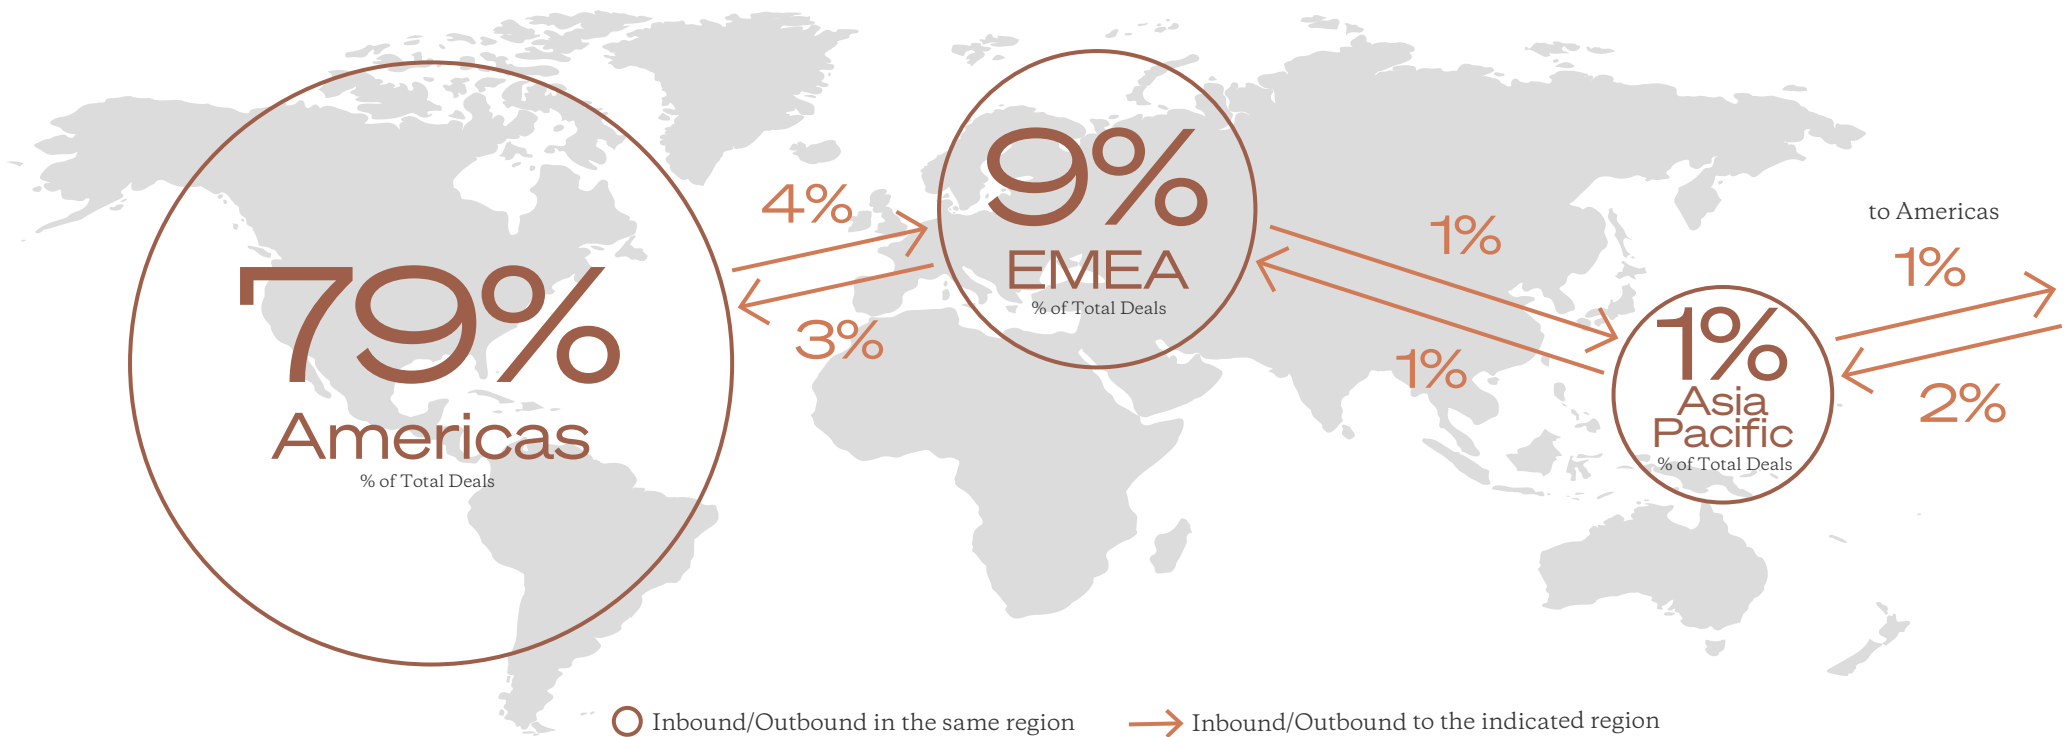 79%
Americas
% of Total Deals
4%
3%
9%
EMEA
% of Total Deals
1%
1%
1%
Asia
Pacific
% of Total Deals
to Americas
1%
2%
Inbound/Outbound in the same region
Inbound/Outbound to the indicated region